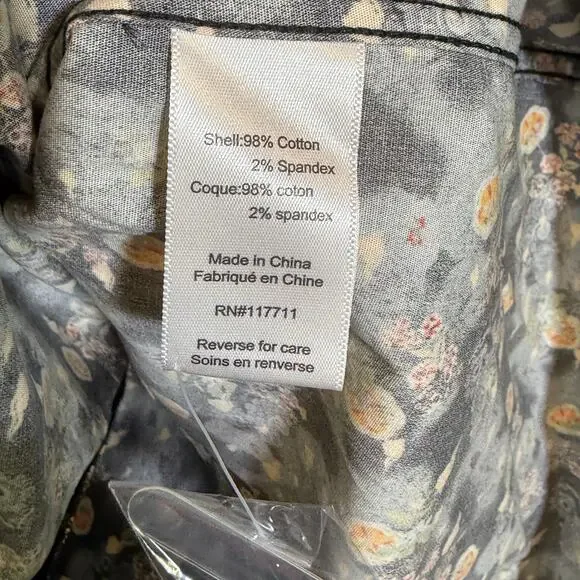 Shell:98% Cotton
2% Spandex
Coque:98% coton
2% spandex
Made in China
Fabriqué en Chine
RN#117711
Reverse for care
Soins en renverse